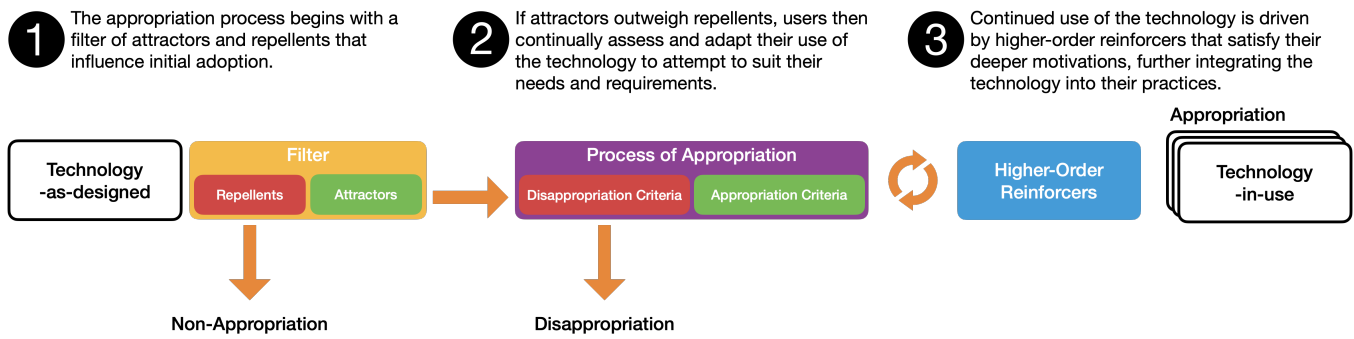 1
The appropriation process begins with a
filter of attractors and repellents that
influence initial adoption.
2
If attractors outweigh repellents, users then
continually assess and adapt their use of
the technology to attempt to suit their
needs and requirements.
3
Continued use of the technology is driven
by higher-order reinforcers that satisfy their
deeper motivations, further integrating the
technology into their practices.
Technology
-as-designed
Filter
Repellents
Attractors
Non-Appropriation
Process of Appropriation
Disappropriation Criteria
Appropriation Criteria
Disappropriation
Higher-Order
Reinforcers
Appropriation
Technology
-in-use